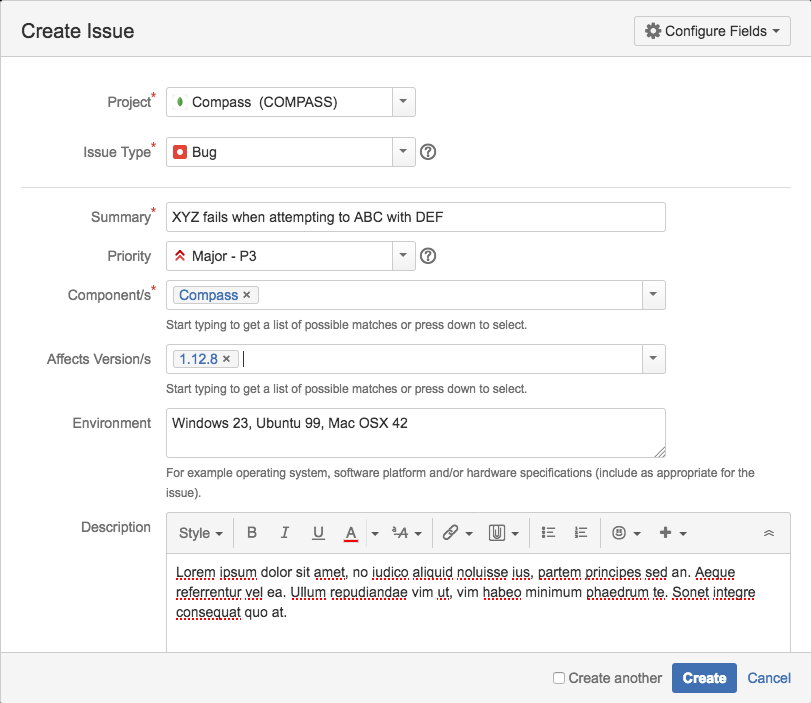 Create Issue
Configure Fields
Project*
Compass (COMPASS)
Issue Type*
Bug
Summary*
XYZ fails when attempting to ABC with DEF
Priority
Major - P3
Component/s*
Compass ×
Start typing to get a list of possible matches or press down to select.
Affects Version/s
1.12.8 ×
Start typing to get a list of possible matches or press down to select.
Environment
Windows 23, Ubuntu 99, Mac OSX 42
For example operating system, software platform and/or hardware specifications (include as appropriate for the
issue).
Description
Style B I U A ªA
Lorem ipsum dolor sit amet, no iudico aliquid noluisse ius, partem principes sed an. Aeque
referrentur vel ea. Ullum repudiandae vim ut, vim habeo minimum phaedrum te. Sonet integre
consequat quo at.
Create another
Create
Cancel